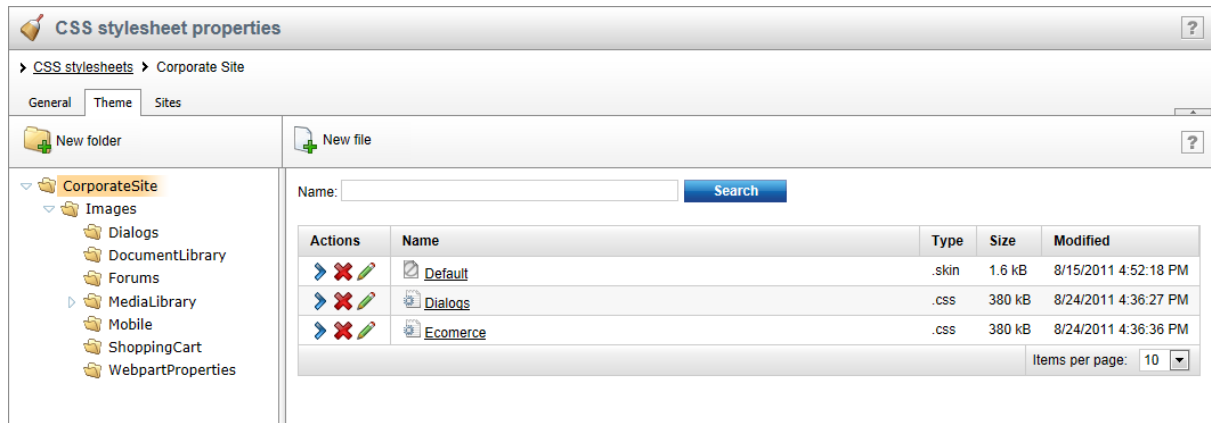 CSS stylesheet properties
?
CSS stylesheets Corporate Site
General Theme Sites
New folder
New file
?
CorporateSite
Images
Dialogs
DocumentLibrary
Forums
MediaLibrary
Mobile
ShoppingCart
WebpartProperties
Name: Search
Actions Name Type Size Modified
Default .skin 1.6 kB 8/15/2011 4:52:18 PM
Dialogs .css 380 kB 8/24/2011 4:36:27 PM
Ecomerce .css 380 kB 8/24/2011 4:36:36 PM
Items per page: 10